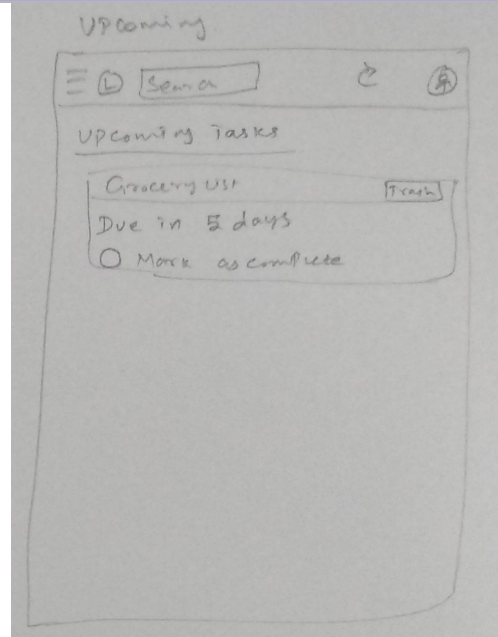 Upcoming
L Search
Upcoming Tasks
Grocery List Trash
Due in 5 days
Mark as complete